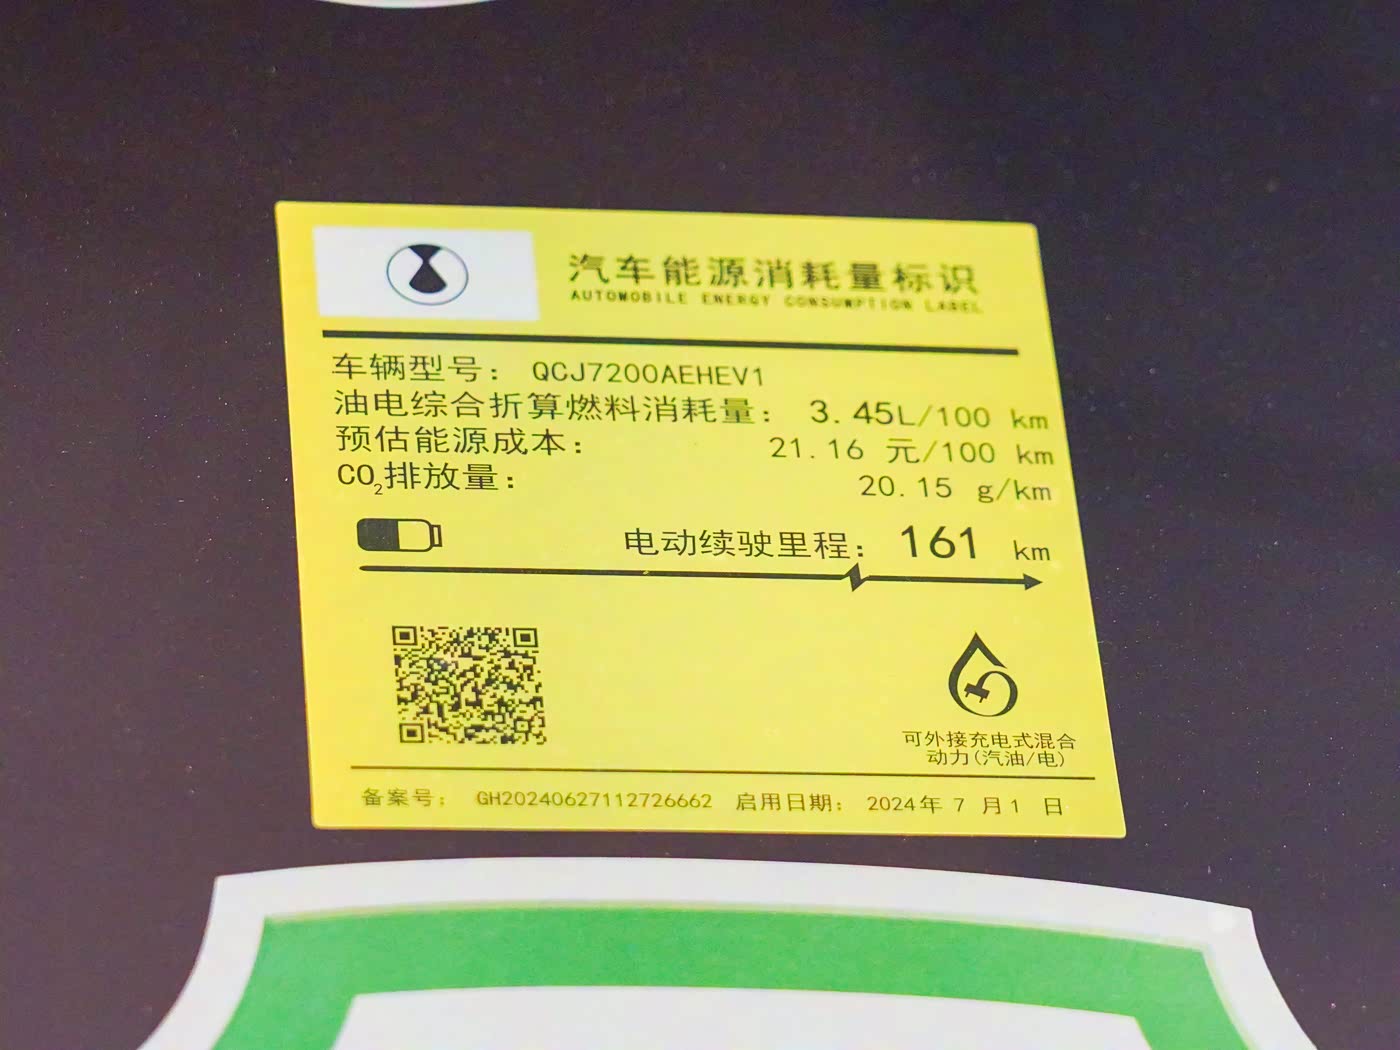 汽车能源消耗量标识
AUTOMOBILE ENERGY CONSUMPTION LABEL
车辆型号： QCJ7200AEHEV1
油电综合折算燃料消耗量： 3.45L/100 km
预估能源成本： 21.16 元/100 km
CO2排放量： 20.15 g/km
电动续驶里程： 161 km
可外接充电式混合
动力(汽油/电)
备案号： GH20240627112726662 启用日期： 2024年 7 月1 日